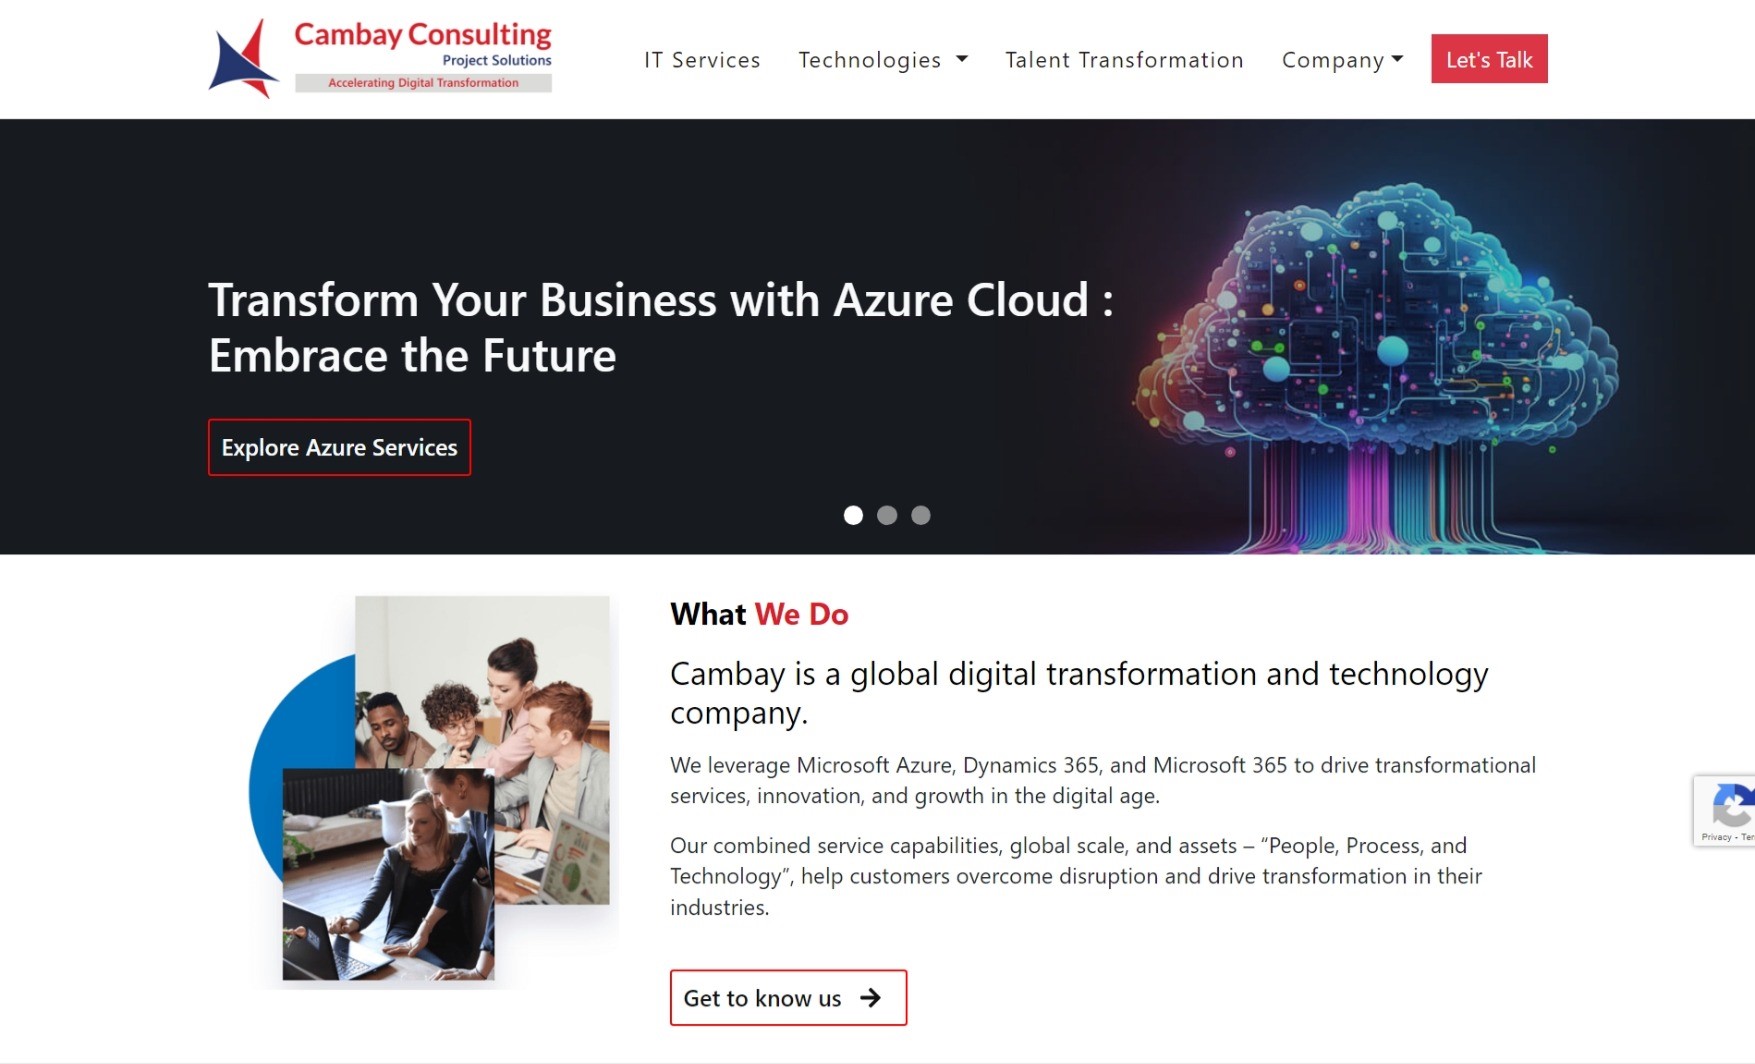 Cambay Consulting
Project Solutions
Accelerating Digital Transformation
IT Services
Technologies
Talent Transformation
Company
Let's Talk
Transform Your Business with Azure Cloud :
Embrace the Future
Explore Azure Services
What We Do
Cambay is a global digital transformation and technology
company.
We leverage Microsoft Azure, Dynamics 365, and Microsoft 365 to drive transformational
services, innovation, and growth in the digital age.
Our combined service capabilities, global scale, and assets – “People, Process, and
Technology”, help customers overcome disruption and drive transformation in their
industries.
Get to know us
Privacy - Ter